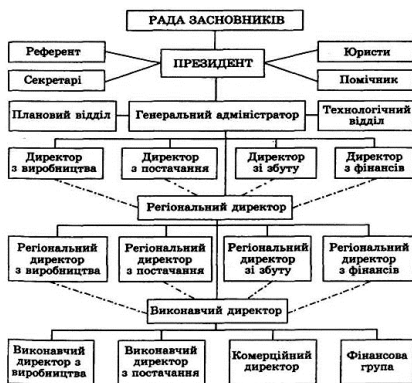 РАДА ЗАСНОВНИКІВ
Референт
Юристи
ПРЕЗИДЕНТ
Секретарі
Помічник
Плановий відділ
Генеральний адміністратор
Технологічний
відділ
Директор
з виробництва
Директор
з постачання
Директор
зі збуту
Директор
з фінансів
Регіональний директор
Регіональний
директор
з виробництва
Регіональний
директор
з постачання
Регіональний
директор
зі збуту
Регіональний
директор
з фінансів
Виконавчий директор
Виконавчий
директор з
виробництва
Виконавчий
директор
з постачання
Комерційний
директор
Фінансова
група